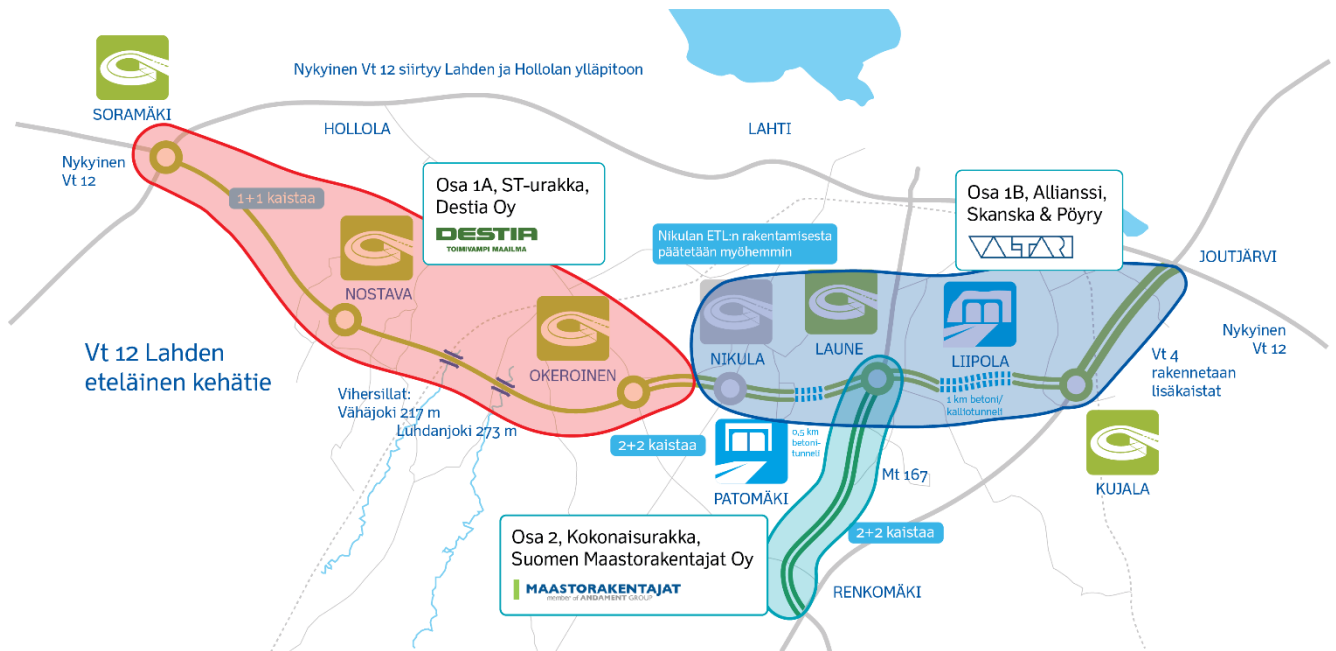 SORAMÄKI
Nykyinen Vt 12 siirtyy Lahden ja Hollolan ylläpitoon
HOLLOLA
LAHTI
Nykyinen
Vt 12
1+1 kaistaa
Osa 1A, ST-urakka,
Destia Oy
DESTIA
TOIMIVAMPI MAAILMA
Osa 1B, Allianssi,
Skanska & Pöyry
VALTARI
Nikulan ETL:n rakentamisesta
päätetään myöhemmin
JOUTJÄRVI
NOSTAVA
OKEROINEN
NIKULA
LAUNE
LIIPOLA
Nykyinen
Vt 12
Vt 12 Lahden
eteläinen kehätie
Vt 4
rakennetaan
lisäkaistat
Vihersillat:
Vähäjoki 217 m
Luhdanjoki 273 m
1 km betoni/
kalliotunneli
2+2 kaistaa
0,5 km
betoni-
tunneli
PATOMÄKI
Mt 167
KUJALA
Osa 2, Kokonaisurakka,
Suomen Maastorakentajat Oy
MAASTORAKENTAJAT
member of ANDAMENT GROUP
2+2 kaistaa
RENKOMÄKI